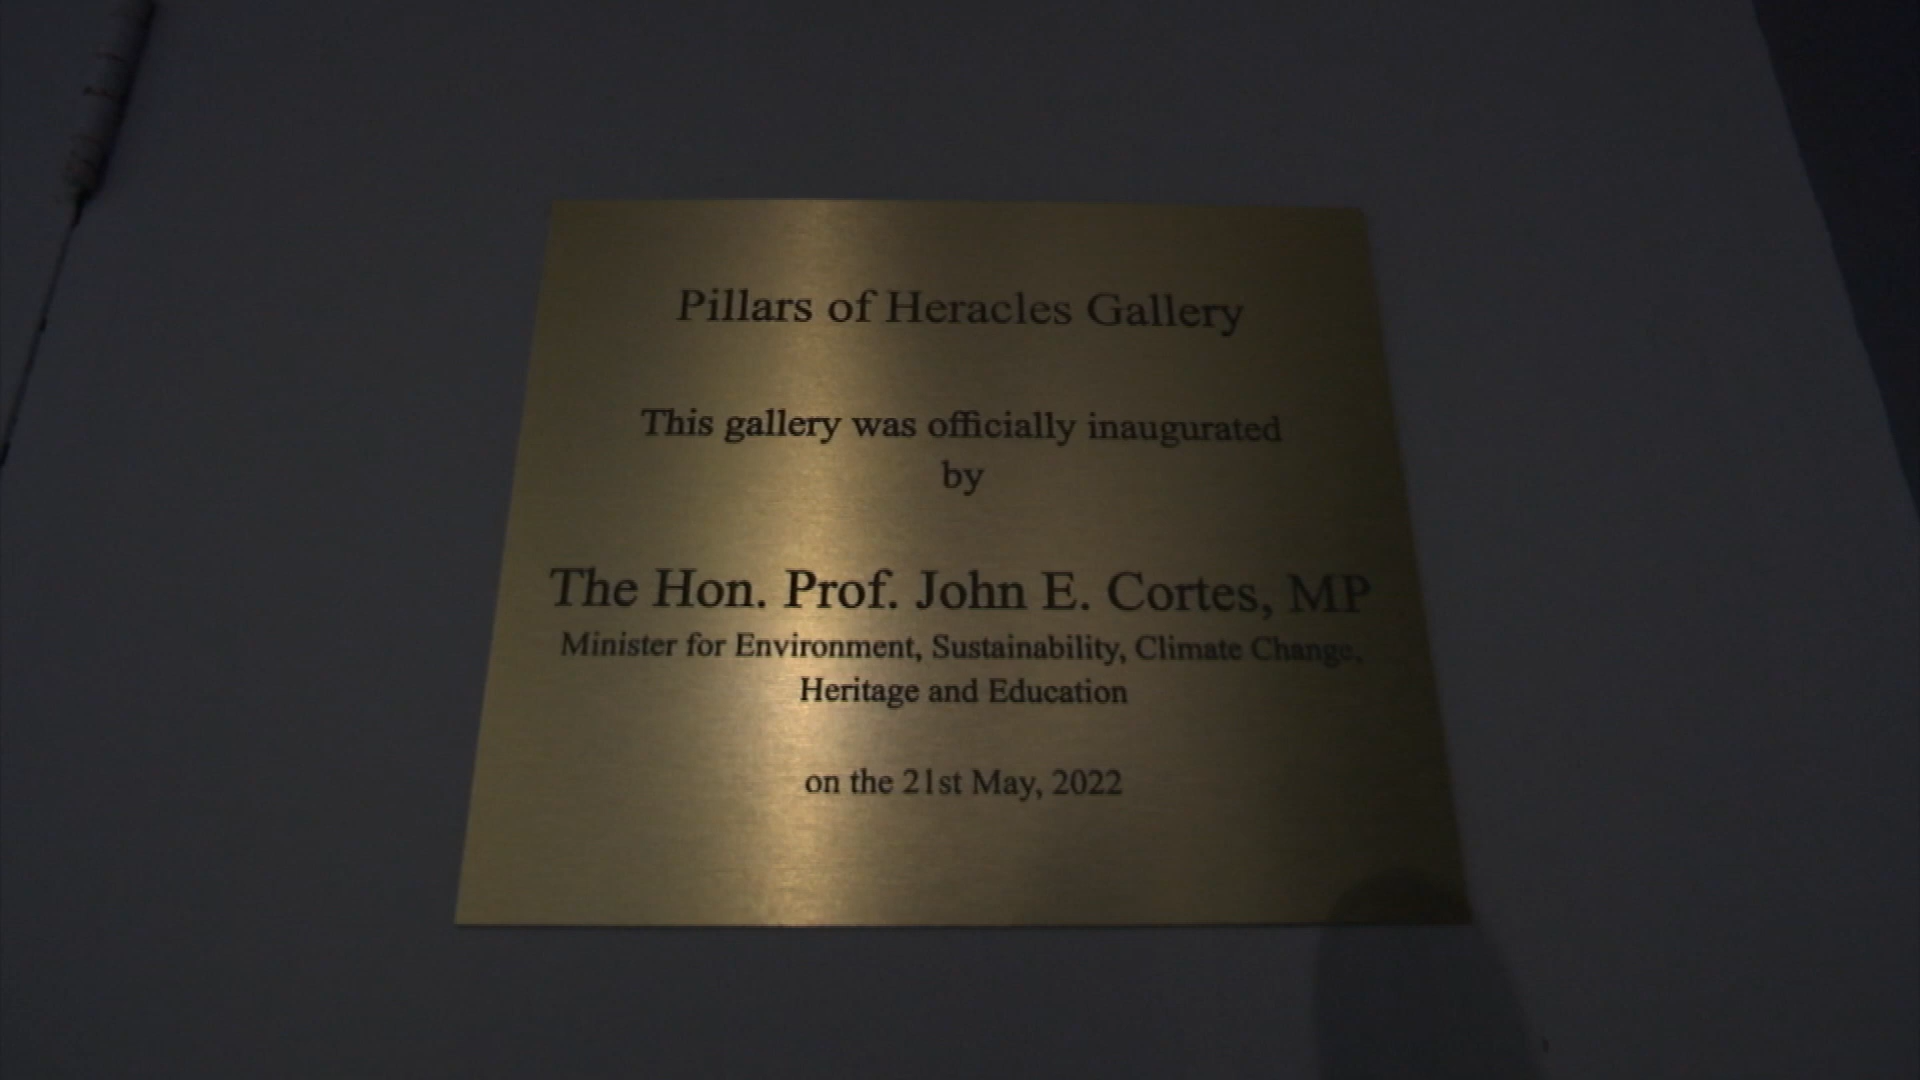 Pillars of Heracles Gallery
This gallery was officially inaugurated
by
The Hon. Prof. John E. Cortes, MP
Minister for Environment, Sustainability, Climate Change,
Heritage and Education
on the 21st May, 2022